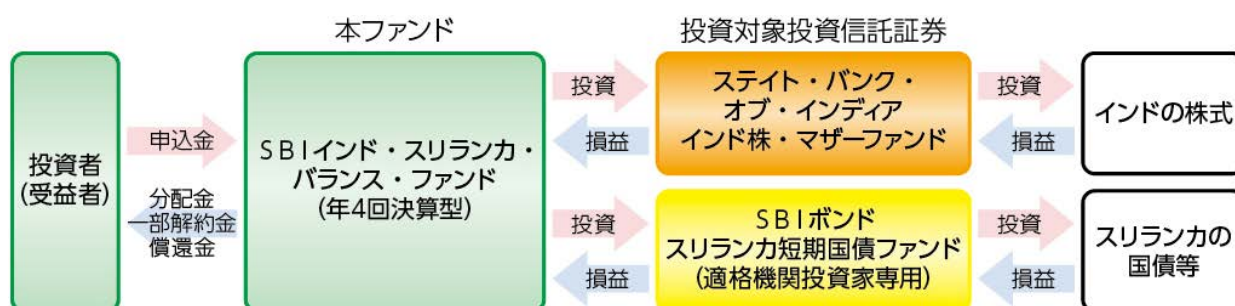 本ファンド
投資対象投資信託証券
投資者
(受益者)
申込金
分配金
一部解約金
償還金
SBIインド・スリランカ・
バランス・ファンド
(年4回決算型)
投資
損益
ステイト・バンク・
オブ・インディア
インド株・マザーファンド
投資
損益
インドの株式
投資
損益
SBIボンド
スリランカ短期国債ファンド
(適格機関投資家専用)
投資
損益
スリランカの
国債等